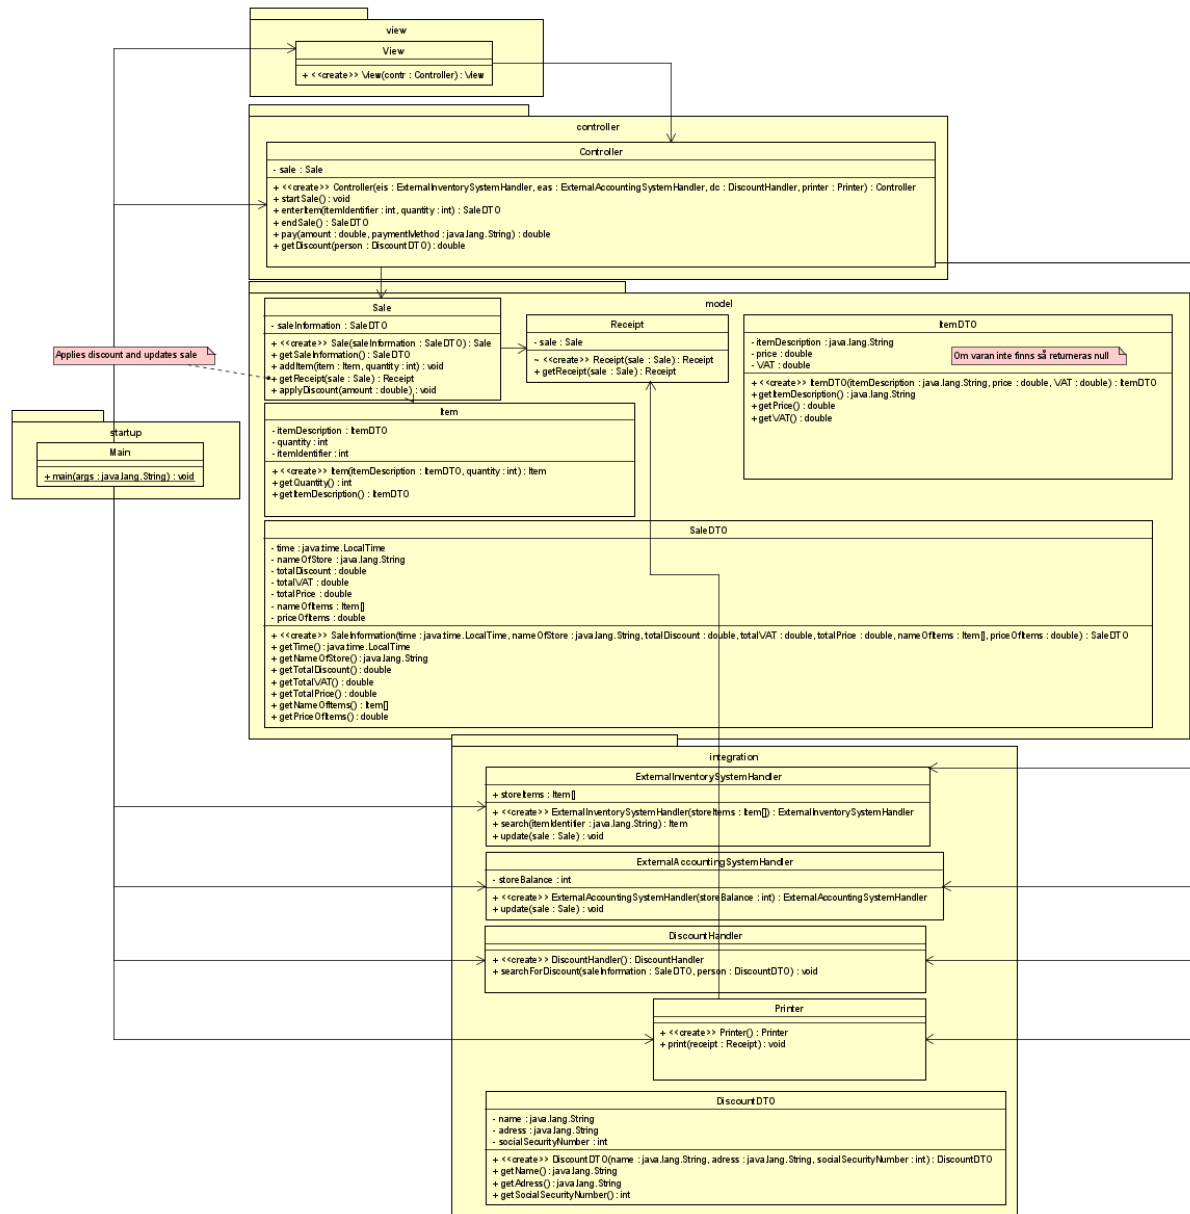 view
View
+ <<create>> View(contr : Controller) : View
controller
Controller
- sale : Sale
+ <<create>> Controller(eis : ExternalInventorySystemHandler, eas : ExternalAccountingSystemHandler, dc : DiscountHandler, printer : Printer) : Controller
+ startSale() : void
+ enterItem(itemIdentifier : int, quantity : int) : SaleDTO
+ endSale() : SaleDTO
+ pay(amount : double, paymentMethod : java.lang.String) : double
+ getDiscount(person : DiscountDTO) : double
model
Sale
- saleInformation : SaleDTO
+ <<create>> Sale(saleInformation : SaleDTO) : Sale
+ getSaleInformation() : SaleDTO
+ addItem(item : Item, quantity : int) : void
+ getReceipt(sale : Sale) : Receipt
+ applyDiscount(amount : double) : void
Receipt
- sale : Sale
~ <<create>> Receipt(sale : Sale) : Receipt
+ getReceipt(sale : Sale) : Receipt
ItemDTO
- itemDescription : java.lang.String
- price : double
- VAT : double
Om varan inte finns så returneras null
+ <<create>> ItemDTO(itemDescription : java.lang.String, price : double, VAT : double) : ItemDTO
+ getItemDescription() : java.lang.String
+ getPrice() : double
+ getVAT() : double
Applies discount and updates sale
startup
Main
+ main(args : java.lang.String) : void
Item
- itemDescription : ItemDTO
- quantity : int
- itemIdentifier : int
+ <<create>> Item(itemDescription : ItemDTO, quantity : int) : Item
+ getQuantity() : int
+ getItemDescription() : ItemDTO
SaleDTO
- time : java.time.LocalTime
- nameOfStore : java.lang.String
- totalDiscount : double
- totalVAT : double
- totalPrice : double
- nameOfItems : Item[]
- priceOfItems : double
+ <<create>> SaleInformation(time : java.time.LocalTime, nameOfStore : java.lang.String, totalDiscount : double, totalVAT : double, totalPrice : double, nameOfItems : Item[], priceOfItems : double) : SaleDTO
+ getTime() : java.time.LocalTime
+ getNameOfStore() : java.lang.String
+ getTotalDiscount() : double
+ getTotalVAT() : double
+ getTotalPrice() : double
+ getNameOfItems() : Item[]
+ getPriceOfItems() : double
integration
ExternalInventorySystemHandler
+ storeItems : Item[]
+ <<create>> ExternalInventorySystemHandler(storeItems : Item[]) : ExternalInventorySystemHandler
+ search(itemIdentifier : java.lang.String) : Item
+ update(sale : Sale) : void
ExternalAccountingSystemHandler
- storeBalance : int
+ <<create>> ExternalAccountingSystemHandler(storeBalance : int) : ExternalAccountingSystemHandler
+ update(sale : Sale) : void
DiscountHandler
+ <<create>> DiscountHandler() : DiscountHandler
+ searchForDiscount(saleInformation : SaleDTO, person : DiscountDTO) : void
Printer
+ <<create>> Printer() : Printer
+ print(receipt : Receipt) : void
DiscountDTO
- name : java.lang.String
- adress : java.lang.String
- socialSecurityNumber : int
+ <<create>> DiscountDTO(name : java.lang.String, adress : java.lang.String, socialSecurityNumber : int) : DiscountDTO
+ getName() : java.lang.String
+ getAdress() : java.lang.String
+ getSocialSecurityNumber() : int